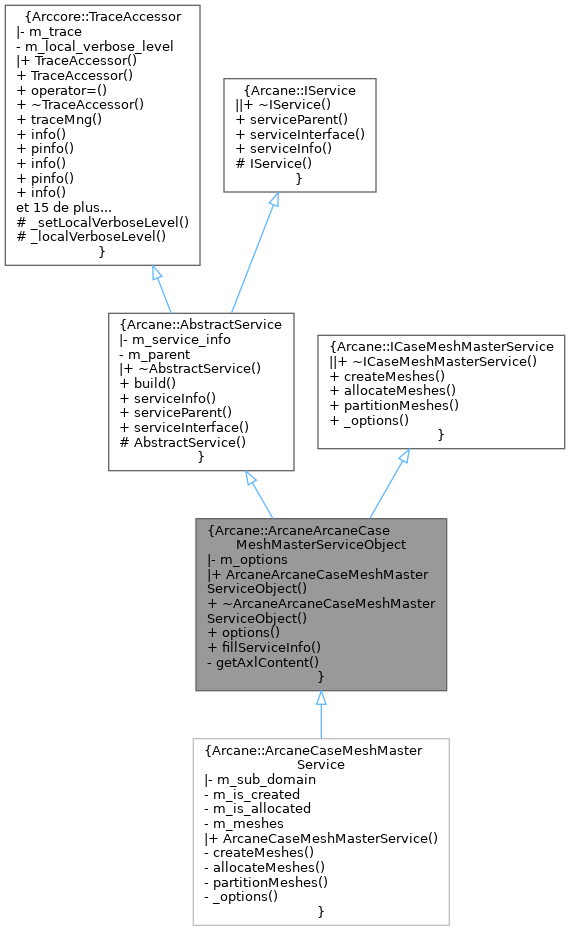 {Arccore::TraceAccessor
|- m_trace
- m_local_verbose_level
|+ TraceAccessor()
+ TraceAccessor()
+ operator=()
+ ~TraceAccessor()
+ traceMng()
+ info()
+ pinfo()
+ info()
+ pinfo()
+ info()
et 15 de plus...
# _setLocalVerboseLevel()
# _localVerboseLevel()
}
{Arcane::IService
||+ ~IService()
+ serviceParent()
+ serviceInterface()
+ serviceInfo()
# IService()
}
{Arcane::AbstractService
|- m_service_info
- m_parent
|+ ~AbstractService()
+ build()
+ serviceInfo()
+ serviceParent()
+ serviceInterface()
# AbstractService()
}
{Arcane::ICaseMeshMasterService
||+ ~ICaseMeshMasterService()
+ createMeshes()
+ allocateMeshes()
+ partitionMeshes()
+ _options()
}
{Arcane::ArcaneArcaneCase
MeshMasterServiceObject
|- m_options
|+ ArcaneArcaneCaseMeshMaster
ServiceObject()
+ ~ArcaneArcaneCaseMeshMaster
ServiceObject()
+ options()
+ fillServiceInfo()
- getAxlContent()
}
{Arcane::ArcaneCaseMeshMaster
Service
|- m_sub_domain
- m_is_created
- m_is_allocated
- m_meshes
|+ ArcaneCaseMeshMasterService()
- createMeshes()
- allocateMeshes()
- partitionMeshes()
- _options()
}